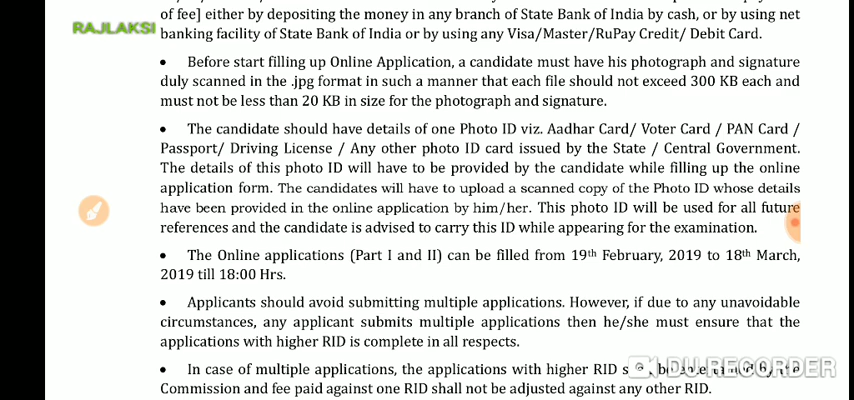 of fee] either by depositing the money in any branch of State Bank of India by cash, or by using net
RAJLAKSI
banking facility of State Bank of India or by using any Visa/Master/RuPay Credit/ Debit Card.
• Before start filling up Online Application, a candidate must have his photograph and signature
duly scanned in the .jpg format in such a manner that each file should not exceed 300 KB each and
must not be less than 20 KB in size for the photograph and signature.
• The candidate should have details of one Photo ID viz. Aadhar Card/ Voter Card / PAN Card /
Passport/ Driving License / Any other photo ID card issued by the State / Central Government.
The details of this photo ID will have to be provided by the candidate while filling up the online
application form. The candidates will have to upload a scanned copy of the Photo ID whose details
have been provided in the online application by him/her. This photo ID will be used for all future
references and the candidate is advised to carry this ID while appearing for the examination.
• The Online applications (Part I and II) can be filled from 19th February, 2019 to 18th March,
2019 till 18:00 Hrs.
• Applicants should avoid submitting multiple applications. However, if due to any unavoidable
circumstances, any applicant submits multiple applications then he/she must ensure that the
applications with higher RID is complete in all respects.
• In case of multiple applications, the applications with higher RID be by the
DU RECORDER
Commission and fee paid against one RID shall not be adjusted against any other RID.